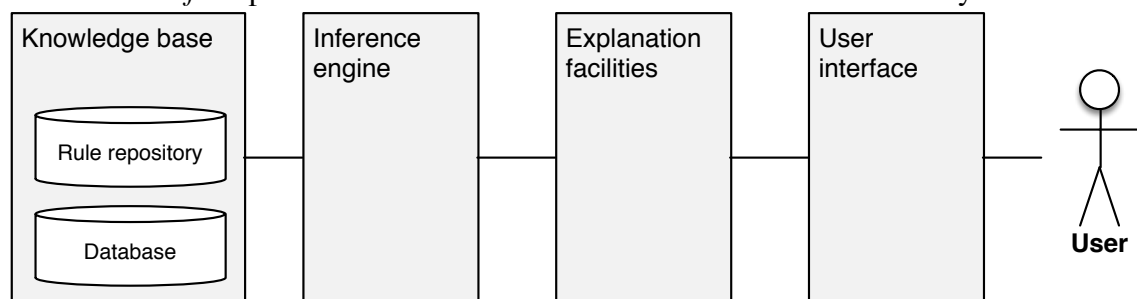 Knowledge base
Inference
engine
Explanation
facilities
User
interface
Rule repository
Database
User